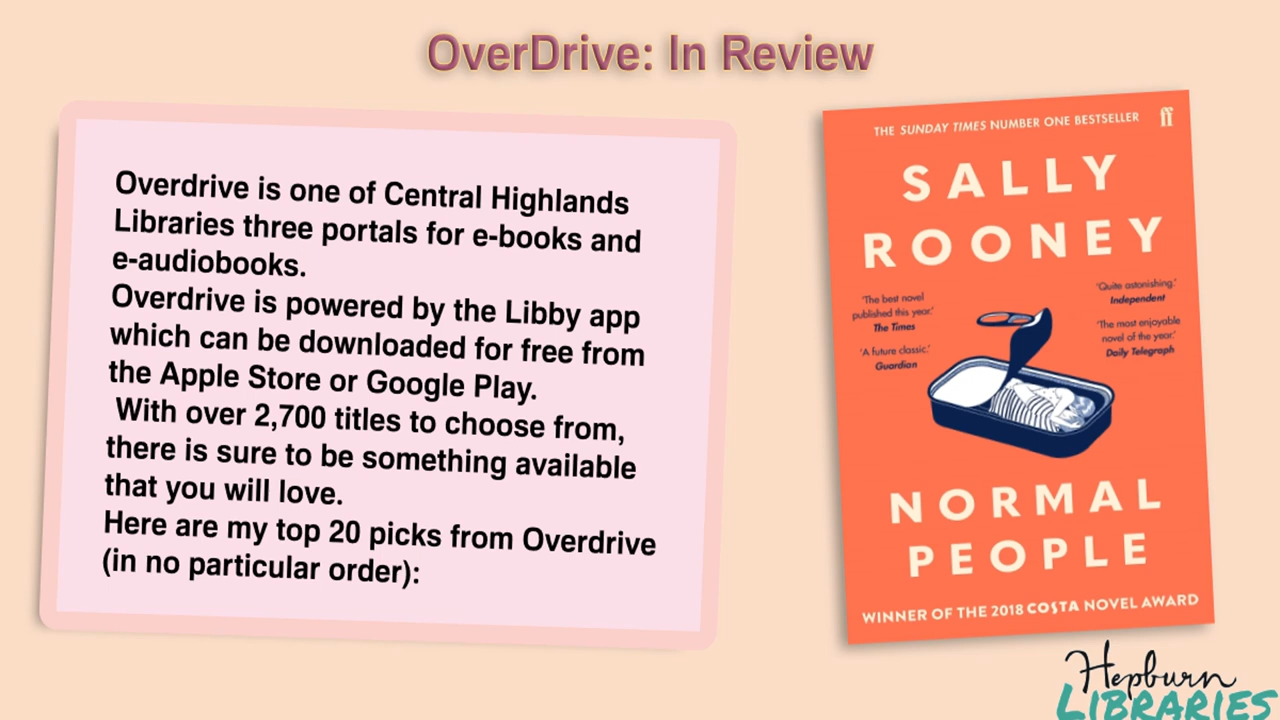 OverDrive: In Review
Overdrive is one of Central Highlands
Libraries three portals for e-books and
e-audiobooks.
Overdrive is powered by the Libby app
which can be downloaded for free from
the Apple Store or Google Play.
With over 2,700 titles to choose from,
there is sure to be something available
that you will love.
Here are my top 20 picks from Overdrive
(in no particular order):
THE SUNDAY TIMES NUMBER ONE BESTSELLER
ff
SALLY
ROONEY
'The best novel
published this year.'
The Times
'A future classic.'
Guardian
'Quite astonishing.'
Independent
'The most enjoyable
novel of the year.'
Daily Telegraph
NORMAL
PEOPLE
WINNER OF THE 2018 COSTA NOVEL AWARD
Hepburn
LIBRARIES